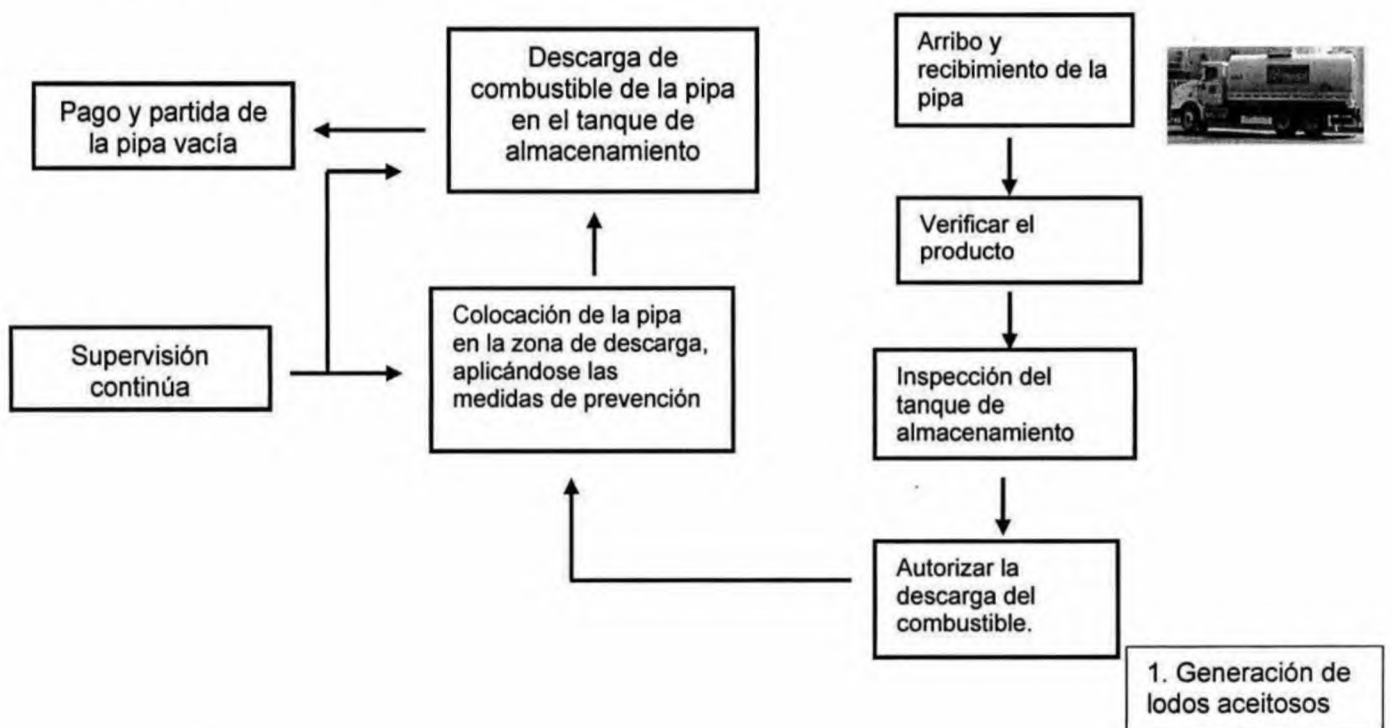 Arribo y
recibimiento de la
pipa
Verificar el
producto
Inspección del
tanque de
almacenamiento
Autorizar la
descarga del
combustible.
1. Generación de
lodos aceitosos
Colocación de la pipa
en la zona de descarga,
aplicándose las
medidas de prevención
Supervisión
continúa
Descarga de
combustible de la pipa
en el tanque de
almacenamiento
Pago y partida de
la pipa vacía